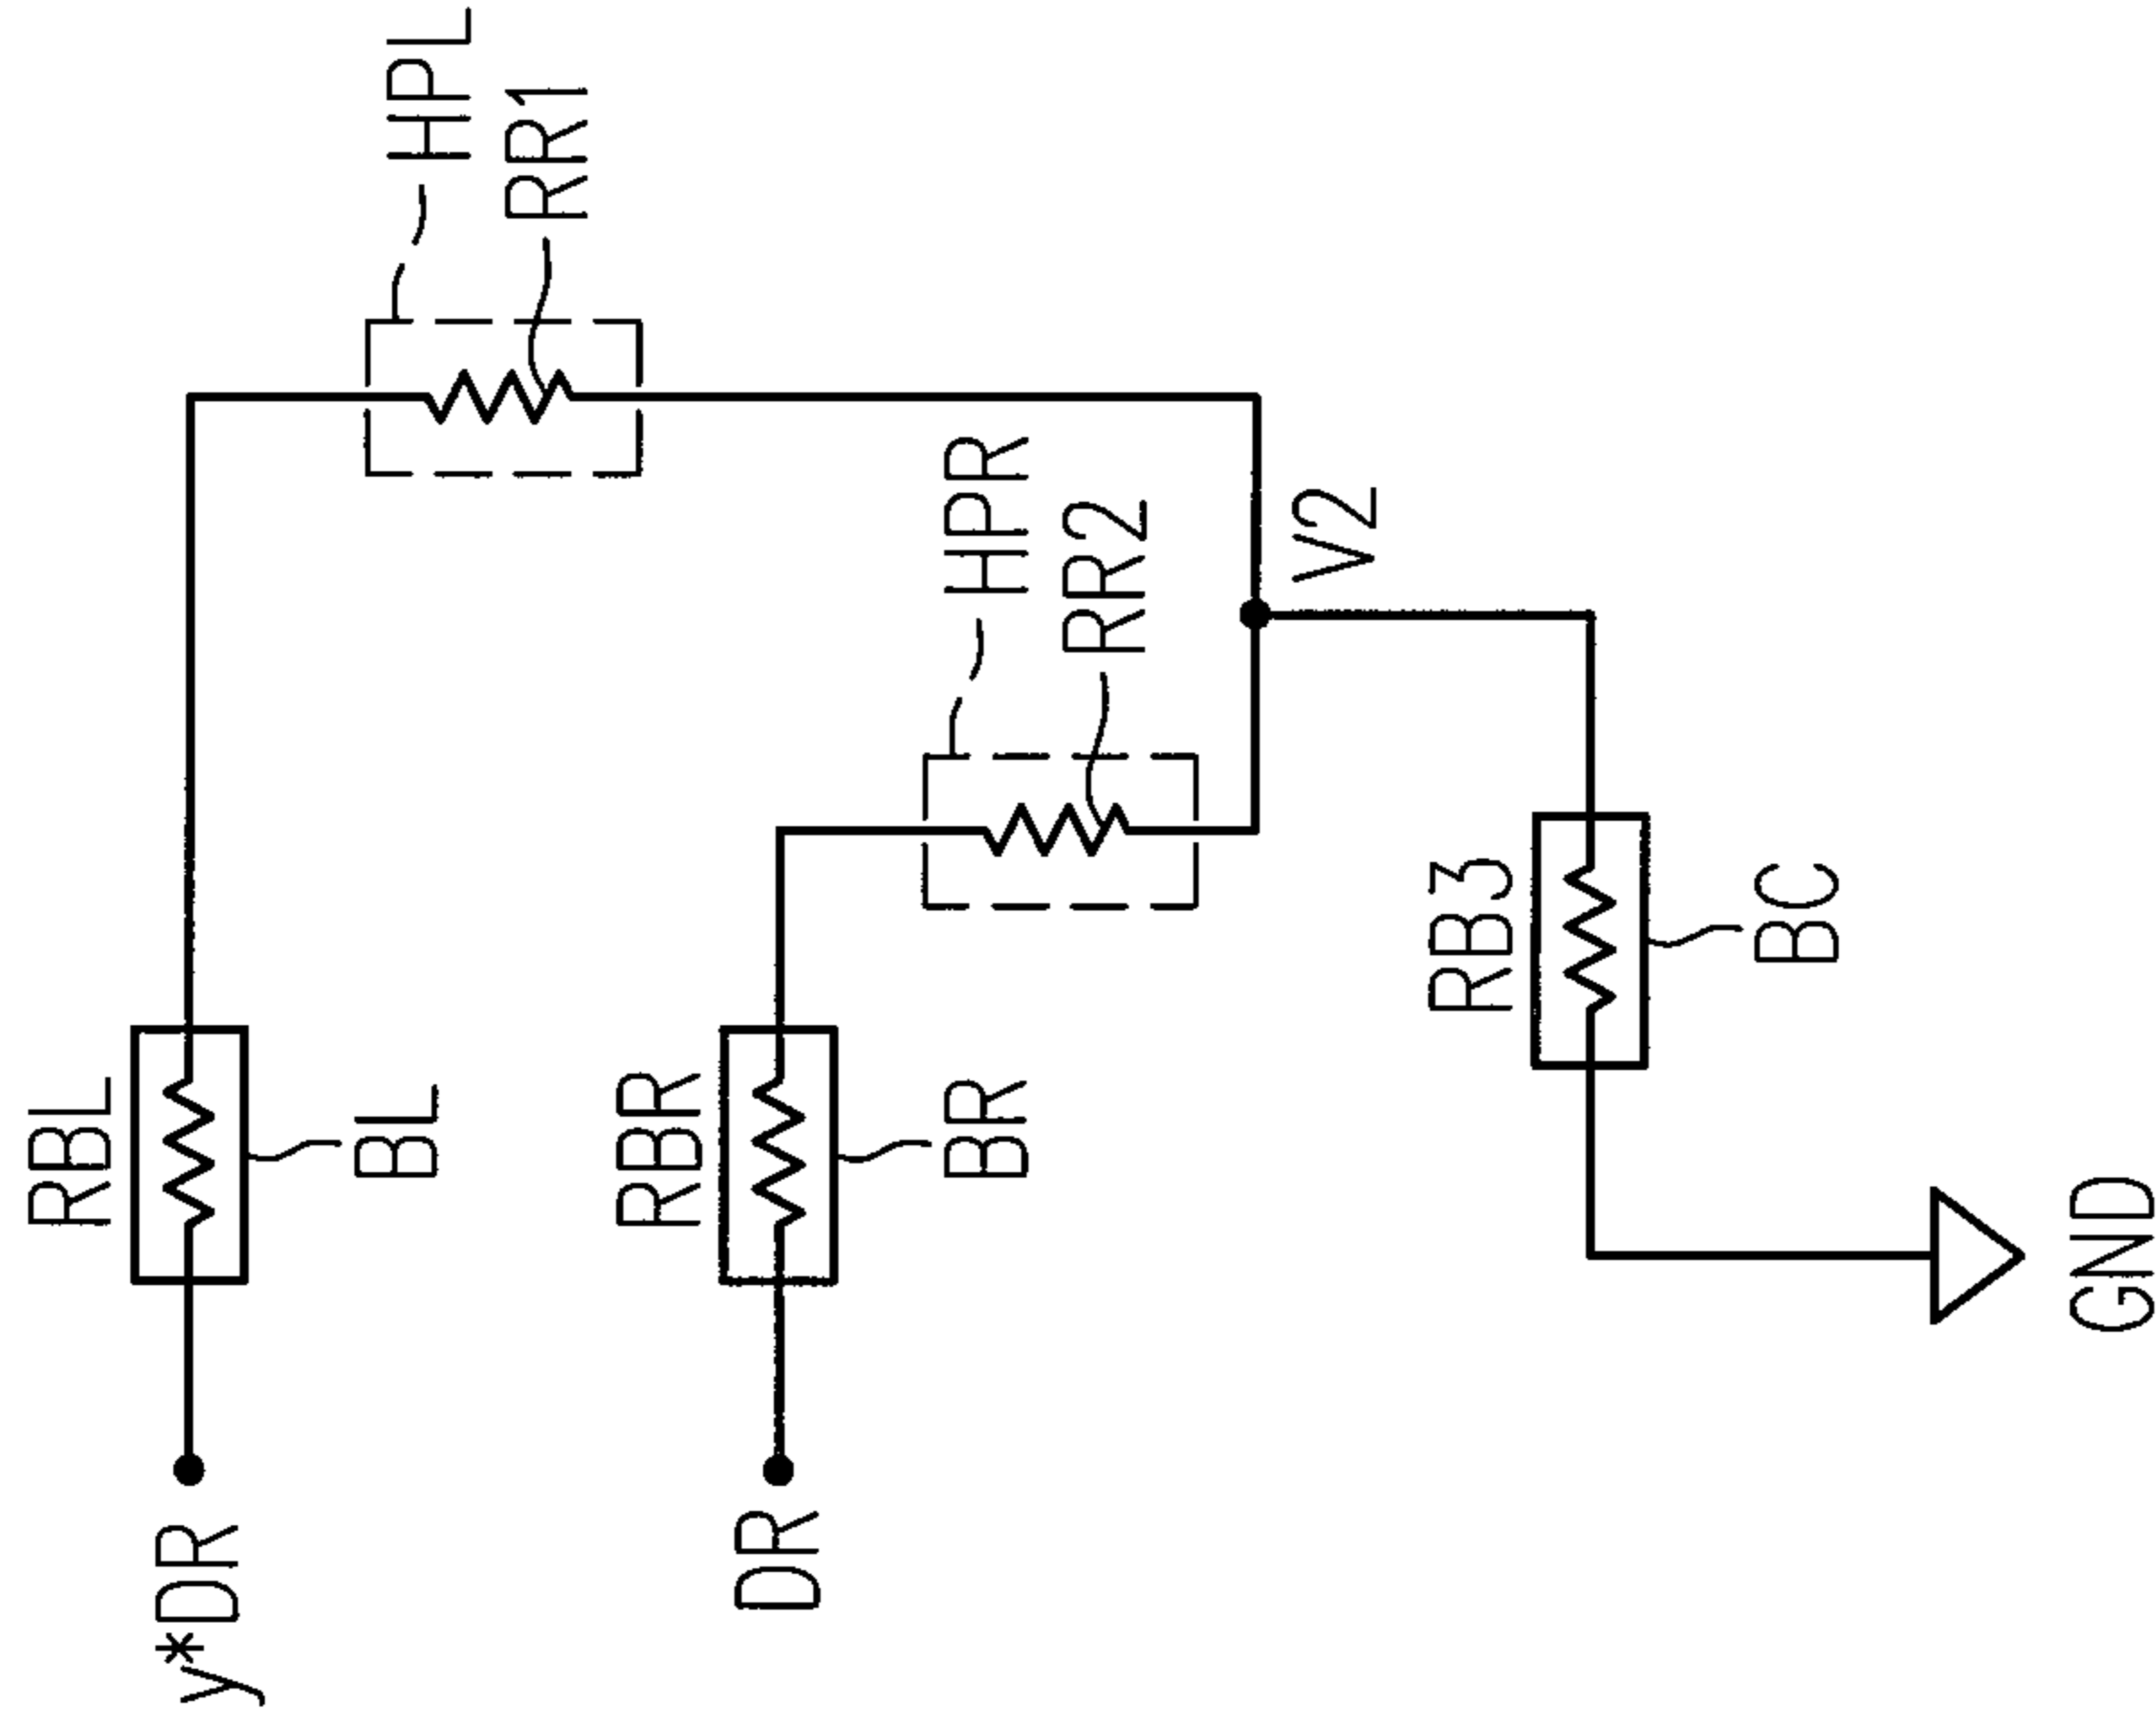 RBL
BL
y*DR
HPL
RR1
RBR
BR
DR
HPR
RR2
V2
RB3
BC
GND